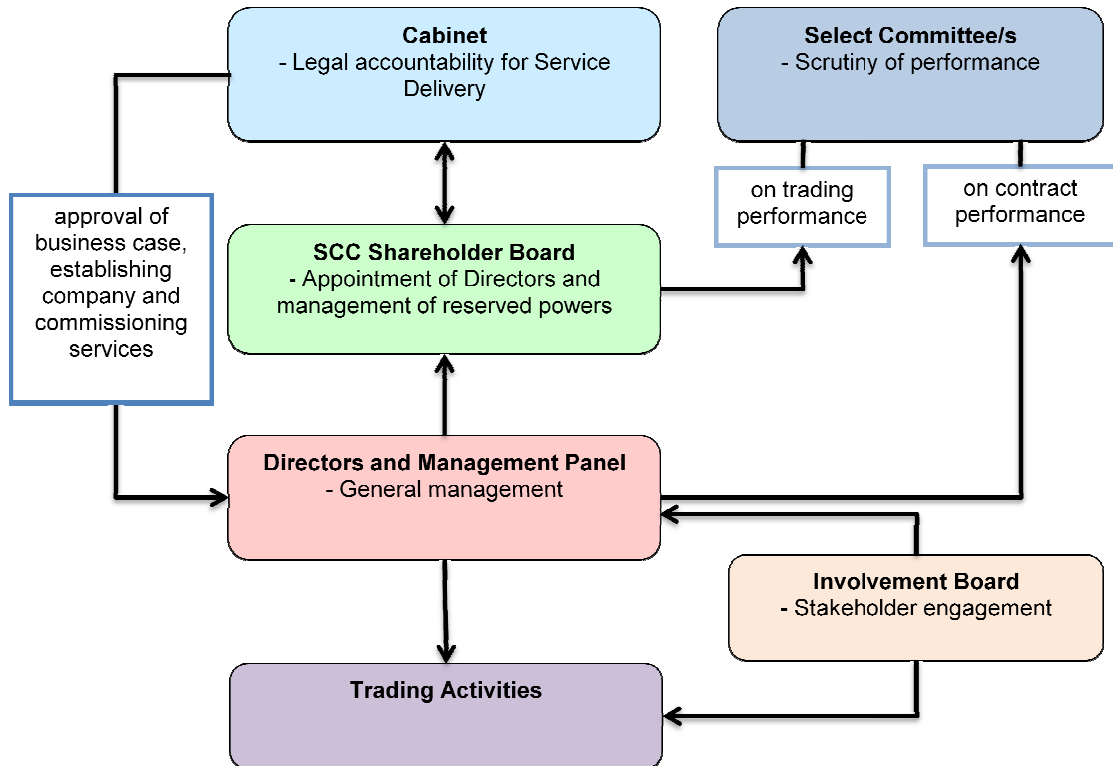 Cabinet
- Legal accountability for Service
Delivery
Select Committee/s
- Scrutiny of performance
on trading
performance
on contract
performance
approval of
business case,
establishing
company and
commissioning
services
SCC Shareholder Board
- Appointment of Directors and
management of reserved powers
Directors and Management Panel
- General management
Involvement Board
- Stakeholder engagement
Trading Activities